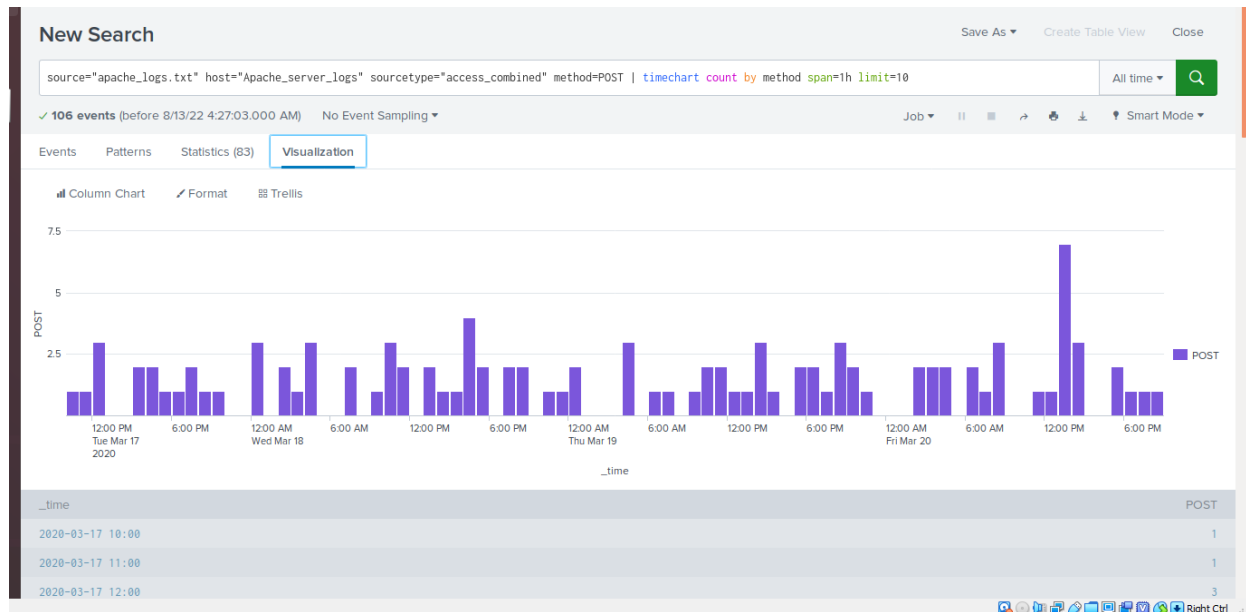 New Search
Save As ▾ Create Table View Close
source="apache_logs.txt" host="Apache_server_logs" sourcetype="access_combined" method=POST | timechart count by method span=1h limit=10
All time ▾
✓ 106 events (before 8/13/22 4:27:03.000 AM) No Event Sampling ▾
Job ▾ Smart Mode ▾
Events Patterns Statistics (83) Visualization
Column Chart Format Trellis
7.5
5
2.5
POST
POST
12:00 PM 6:00 PM 12:00 AM 6:00 AM 12:00 PM 6:00 PM 12:00 AM 6:00 AM 12:00 PM 6:00 PM 12:00 AM 6:00 AM 12:00 PM 6:00 PM
Tue Mar 17 Wed Mar 18 Thu Mar 19 Fri Mar 20
2020
_time
_time POST
2020-03-17 10:00 1
2020-03-17 11:00 1
2020-03-17 12:00 3
Right Ctrl